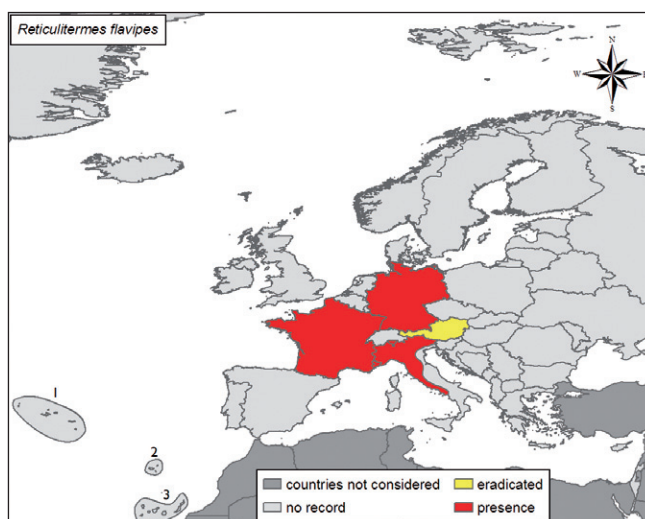 Reticulitermes flavipes
N
W E
S
1
2
3
countries not considered
eradicated
no record
presence